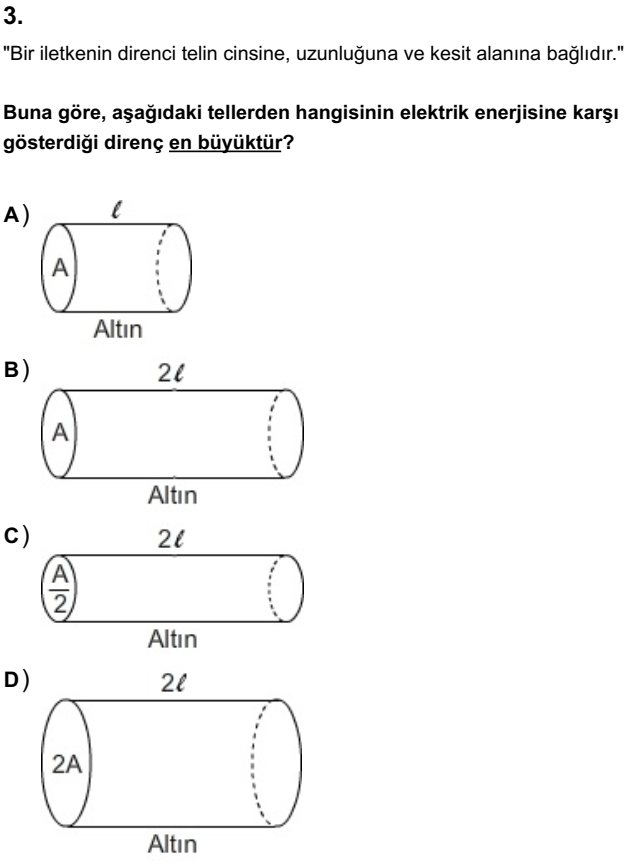 3.
"Bir iletkenin direnci telin cinsine, uzunluğuna ve kesit alanına bağlıdır."
Buna göre, aşağıdaki tellerden hangisinin elektrik enerjisine karşı
gösterdiği direnç en büyüktür?
A) ℓ
A
Altın
B) 2ℓ
A
Altın
C) 2ℓ
A
2
Altın
D) 2ℓ
2A
Altın